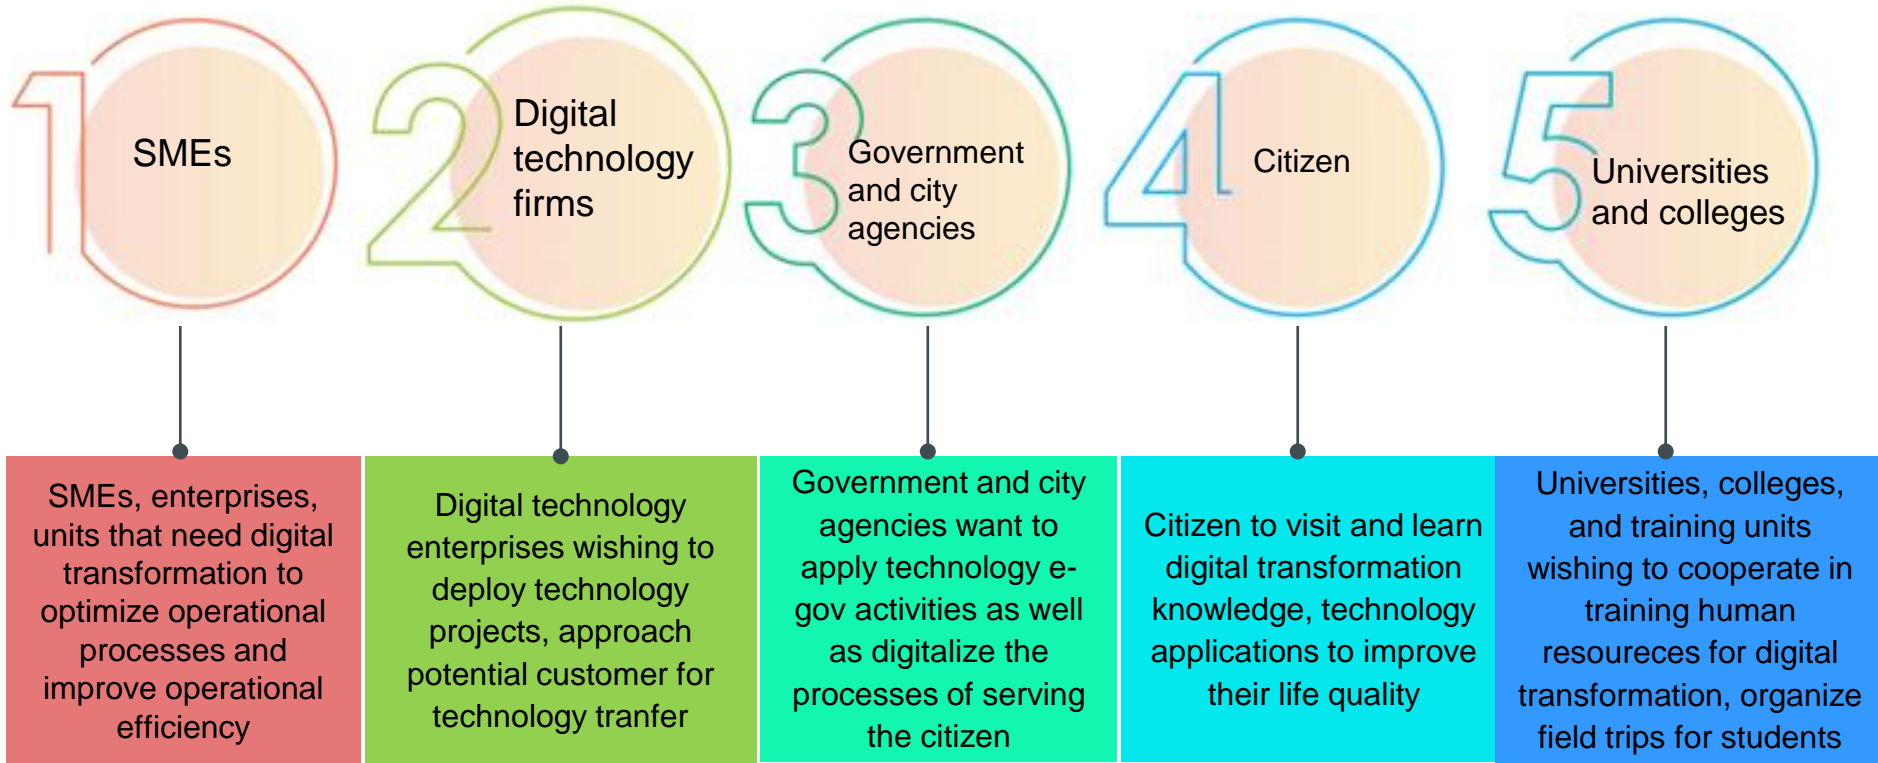 1
SMEs
2
Digital
technology
firms
3
Government
and city
agencies
4
Citizen
5
Universities
and colleges
SMEs, enterprises,
units that need digital
transformation to
optimize operational
processes and
improve operational
efficiency
Digital technology
enterprises wishing to
deploy technology
projects, approach
potential customer for
technology tranfer
Government and city
agencies want to
apply technology e-
gov activities as well
as digitalize the
processes of serving
the citizen
Citizen to visit and learn
digital transformation
knowledge, technology
applications to improve
their life quality
Universities, colleges,
and training units
wishing to cooperate in
training human
resoureces for digital
transformation, organize
field trips for students